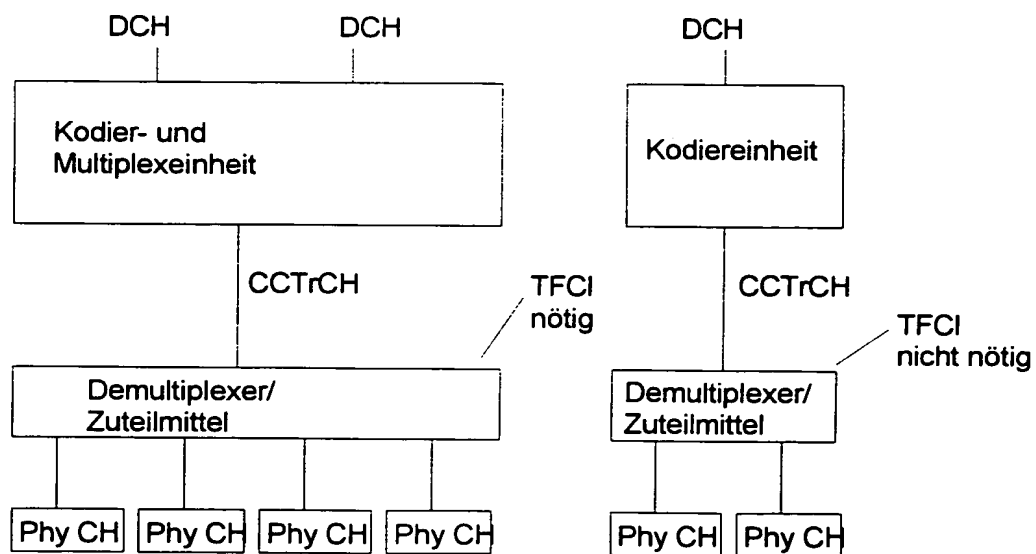 DCH
DCH
Kodier- und
Multiplexeinheit
CCTrCH
TFCI
nötig
Demultiplexer/
Zuteilmittel
Phy CH
Phy CH
Phy CH
Phy CH
DCH
Kodiereinheit
CCTrCH
TFCI
nicht nötig
Demultiplexer/
Zuteilmittel
Phy CH
Phy CH